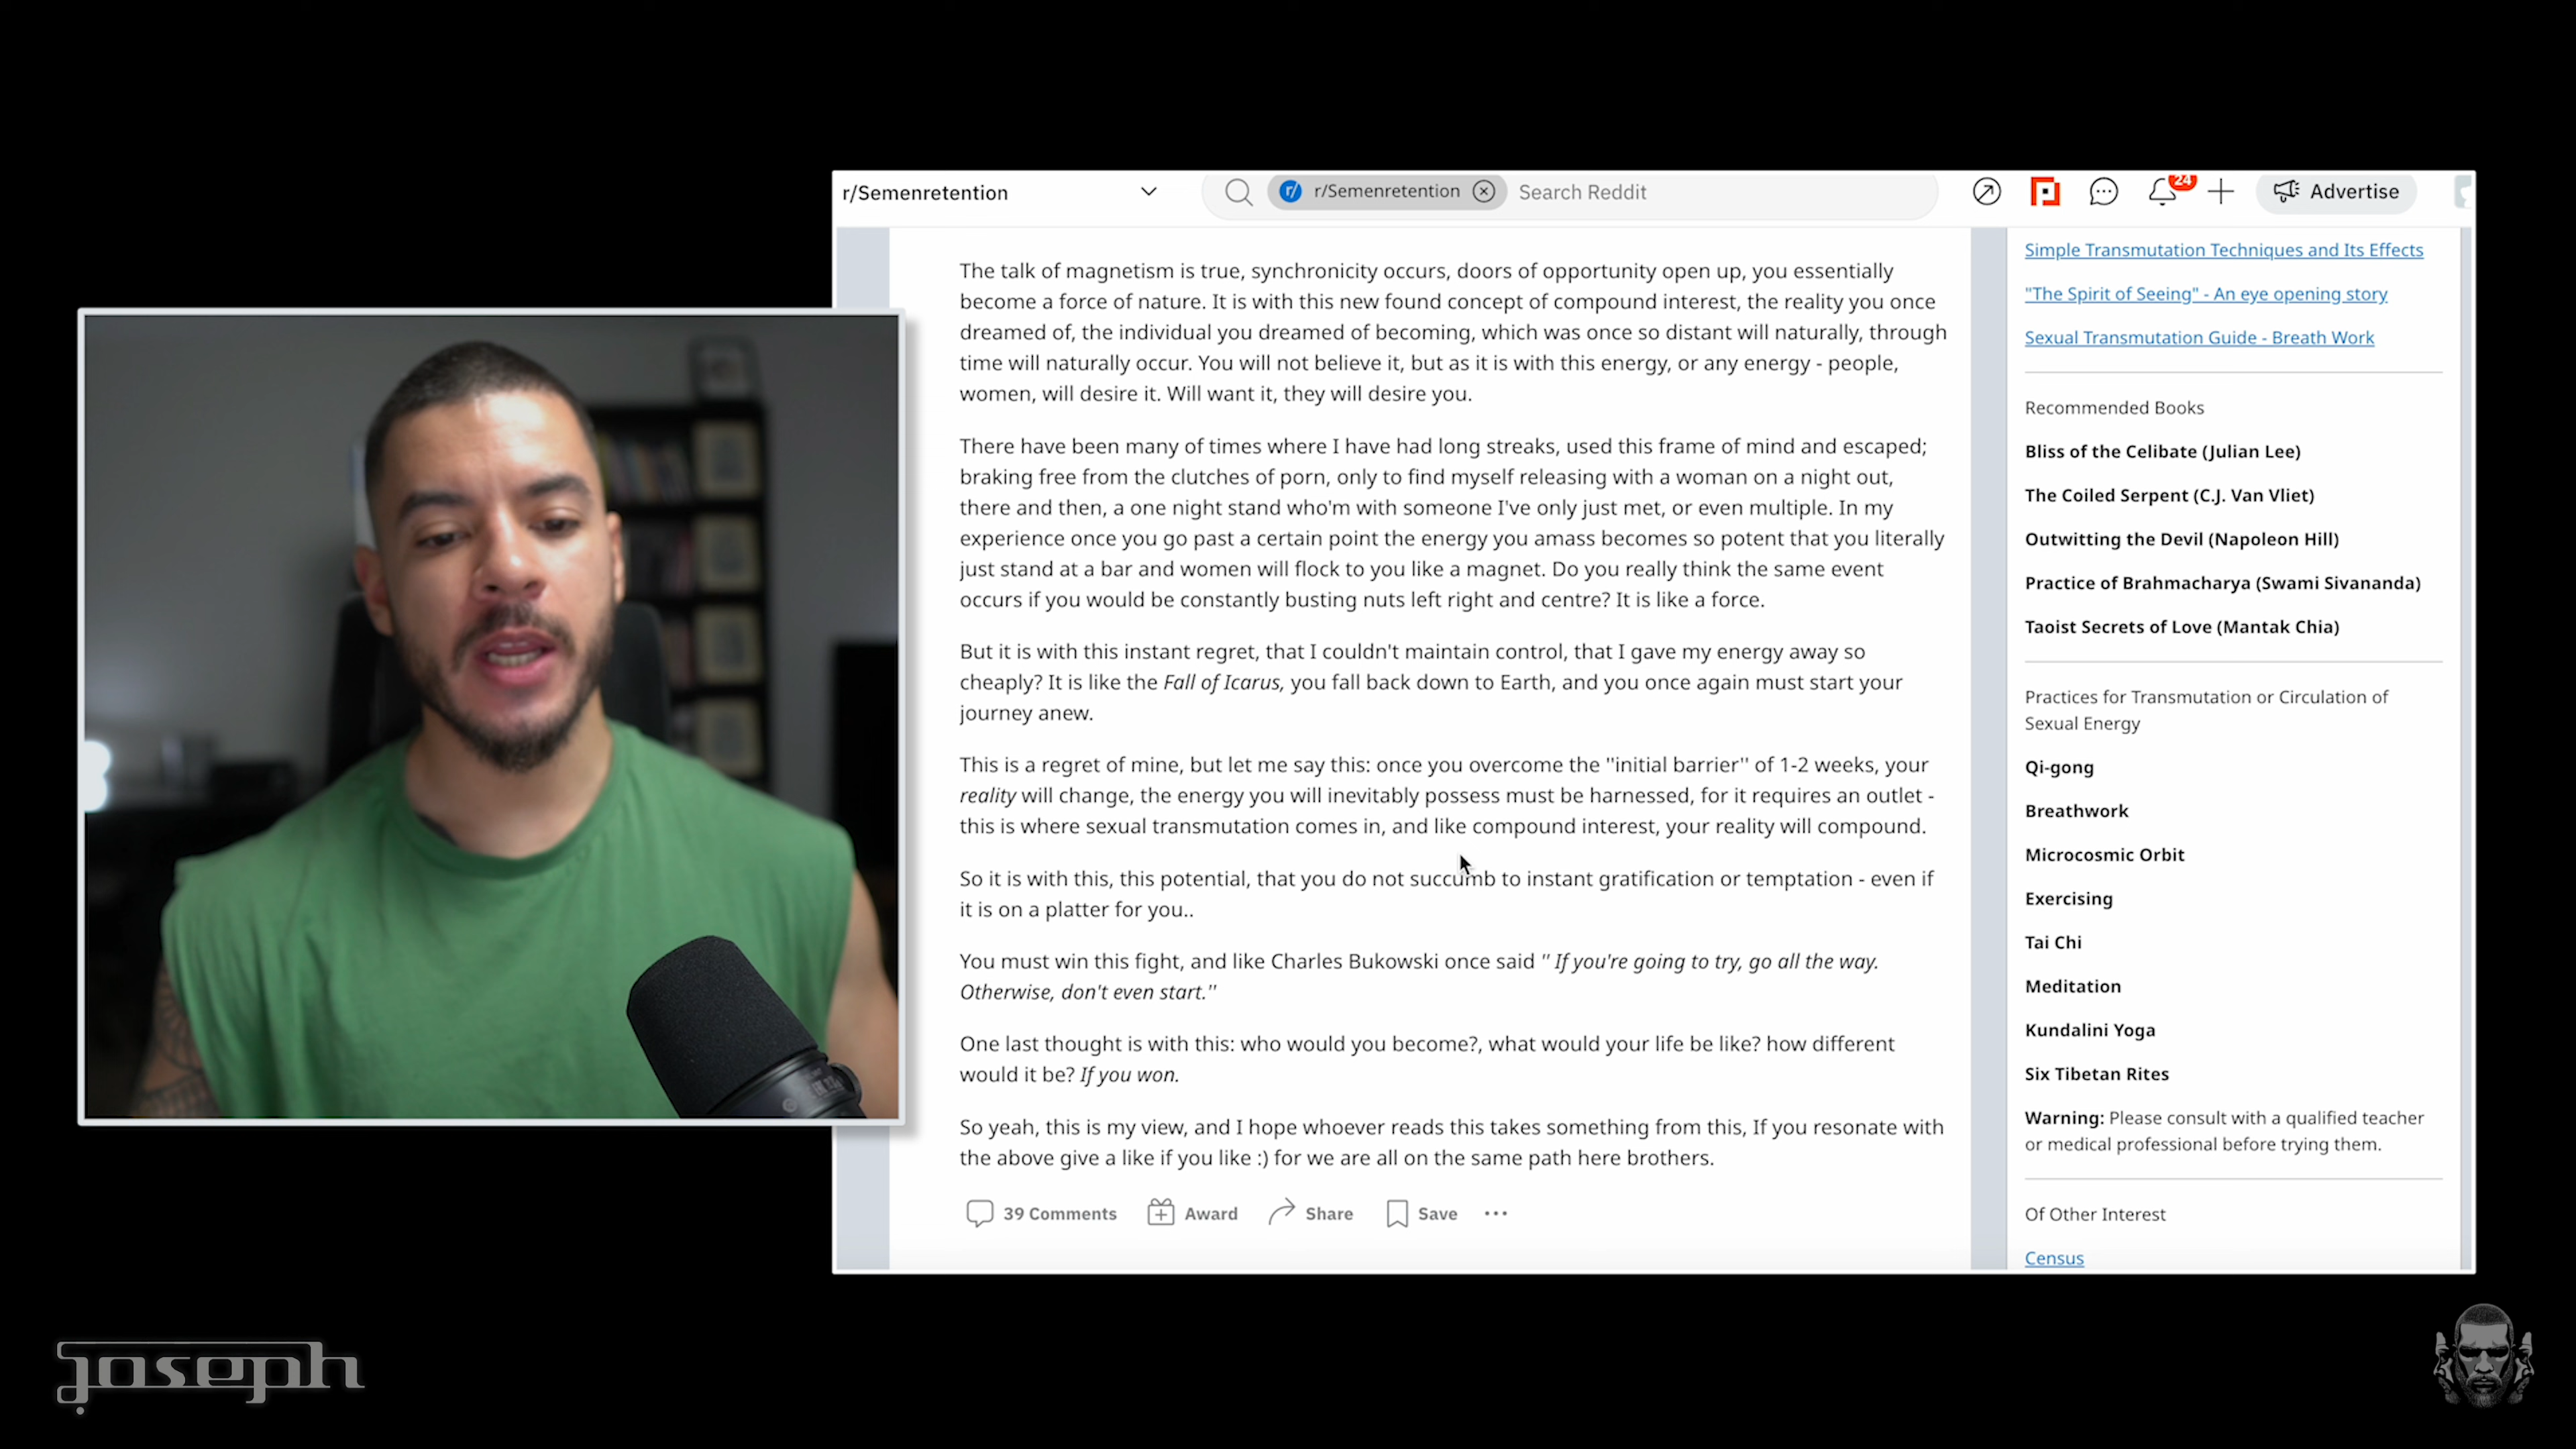 r/Semenretention
r/Semenretention
Search Reddit
24
Advertise
The talk of magnetism is true, synchronicity occurs, doors of opportunity open up, you essentially
become a force of nature. It is with this new found concept of compound interest, the reality you once
dreamed of, the individual you dreamed of becoming, which was once so distant will naturally, through
time will naturally occur. You will not believe it, but as it is with this energy, or any energy - people,
women, will desire it. Will want it, they will desire you.
There have been many of times where I have had long streaks, used this frame of mind and escaped;
braking free from the clutches of porn, only to find myself releasing with a woman on a night out,
there and then, a one night stand who'm with someone I've only just met, or even multiple. In my
experience once you go past a certain point the energy you amass becomes so potent that you literally
just stand at a bar and women will flock to you like a magnet. Do you really think the same event
occurs if you would be constantly busting nuts left right and centre? It is like a force.
But it is with this instant regret, that I couldn't maintain control, that I gave my energy away so
cheaply? It is like the Fall of Icarus, you fall back down to Earth, and you once again must start your
journey anew.
This is a regret of mine, but let me say this: once you overcome the ''initial barrier'' of 1-2 weeks, your
reality will change, the energy you will inevitably possess must be harnessed, for it requires an outlet -
this is where sexual transmutation comes in, and like compound interest, your reality will compound.
So it is with this, this potential, that you do not succumb to instant gratification or temptation - even if
it is on a platter for you..
You must win this fight, and like Charles Bukowski once said '' If you're going to try, go all the way.
Otherwise, don't even start.''
One last thought is with this: who would you become?, what would your life be like? how different
would it be? If you won.
So yeah, this is my view, and I hope whoever reads this takes something from this, If you resonate with
the above give a like if you like :) for we are all on the same path here brothers.
39 Comments
Award
Share
Save
Simple Transmutation Techniques and Its Effects
"The Spirit of Seeing" - An eye opening story
Sexual Transmutation Guide - Breath Work
Recommended Books
Bliss of the Celibate (Julian Lee)
The Coiled Serpent (C.J. Van Vliet)
Outwitting the Devil (Napoleon Hill)
Practice of Brahmacharya (Swami Sivananda)
Taoist Secrets of Love (Mantak Chia)
Practices for Transmutation or Circulation of
Sexual Energy
Qi-gong
Breathwork
Microcosmic Orbit
Exercising
Tai Chi
Meditation
Kundalini Yoga
Six Tibetan Rites
Warning: Please consult with a qualified teacher
or medical professional before trying them.
Of Other Interest
Census
joseph